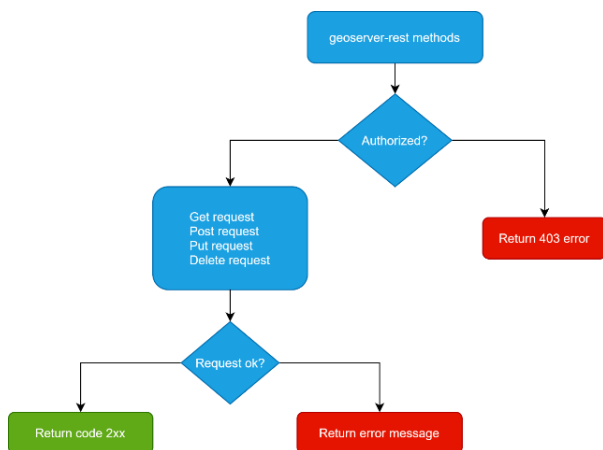 geoserver-rest methods
Authorized?
Get request
Post request
Put request
Delete request
Return 403 error
Request ok?
Return code 2xx
Return error message